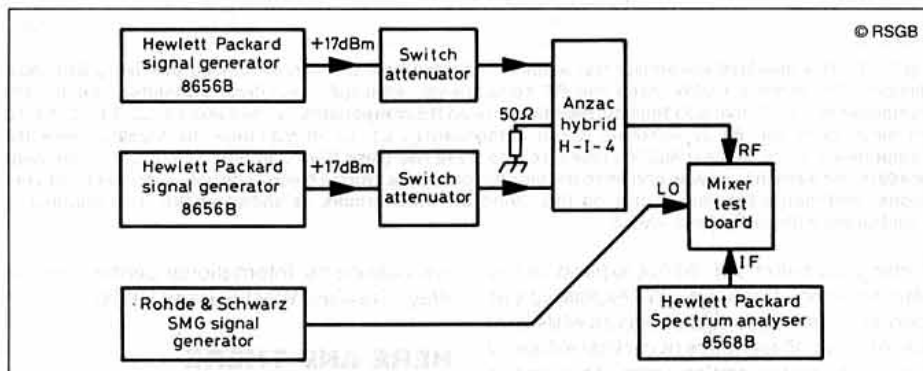 © RSGB
Hewlett Packard
signal generator
8656B
+17dBm
Switch
attenuator
Anzac
hybrid
H-I-4
50Ω
RF
Hewlett Packard
signal generator
8656B
+17dBm
Switch
attenuator
LO
Mixer
test
board
IF
Rohde & Schwarz
SMG signal
generator
Hewlett Packard
Spectrum analyser
8568B